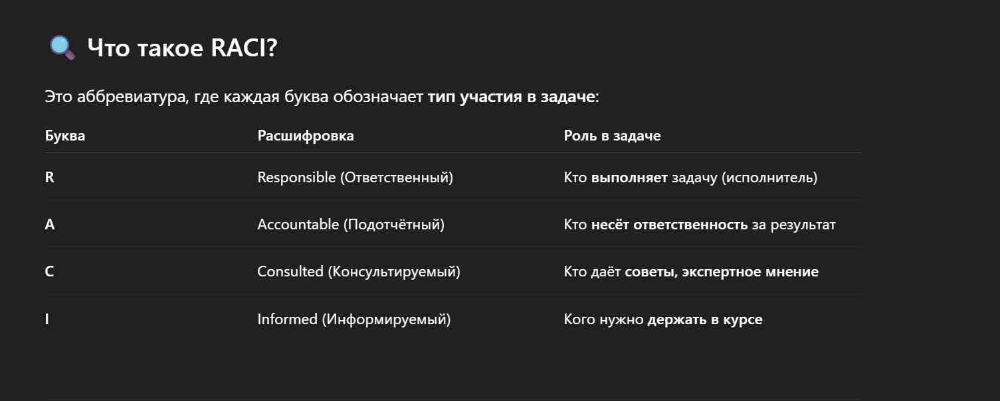 Что такое RACI?
Это аббревиатура, где каждая буква обозначает тип участия в задаче:
Буква Расшифровка Роль в задаче
R Responsible (Ответственный) Кто выполняет задачу (исполнитель)
A Accountable (Подотчётный) Кто несёт ответственность за результат
C Consulted (Консультируемый) Кто даёт советы, экспертное мнение
I Informed (Информируемый) Кого нужно держать в курсе